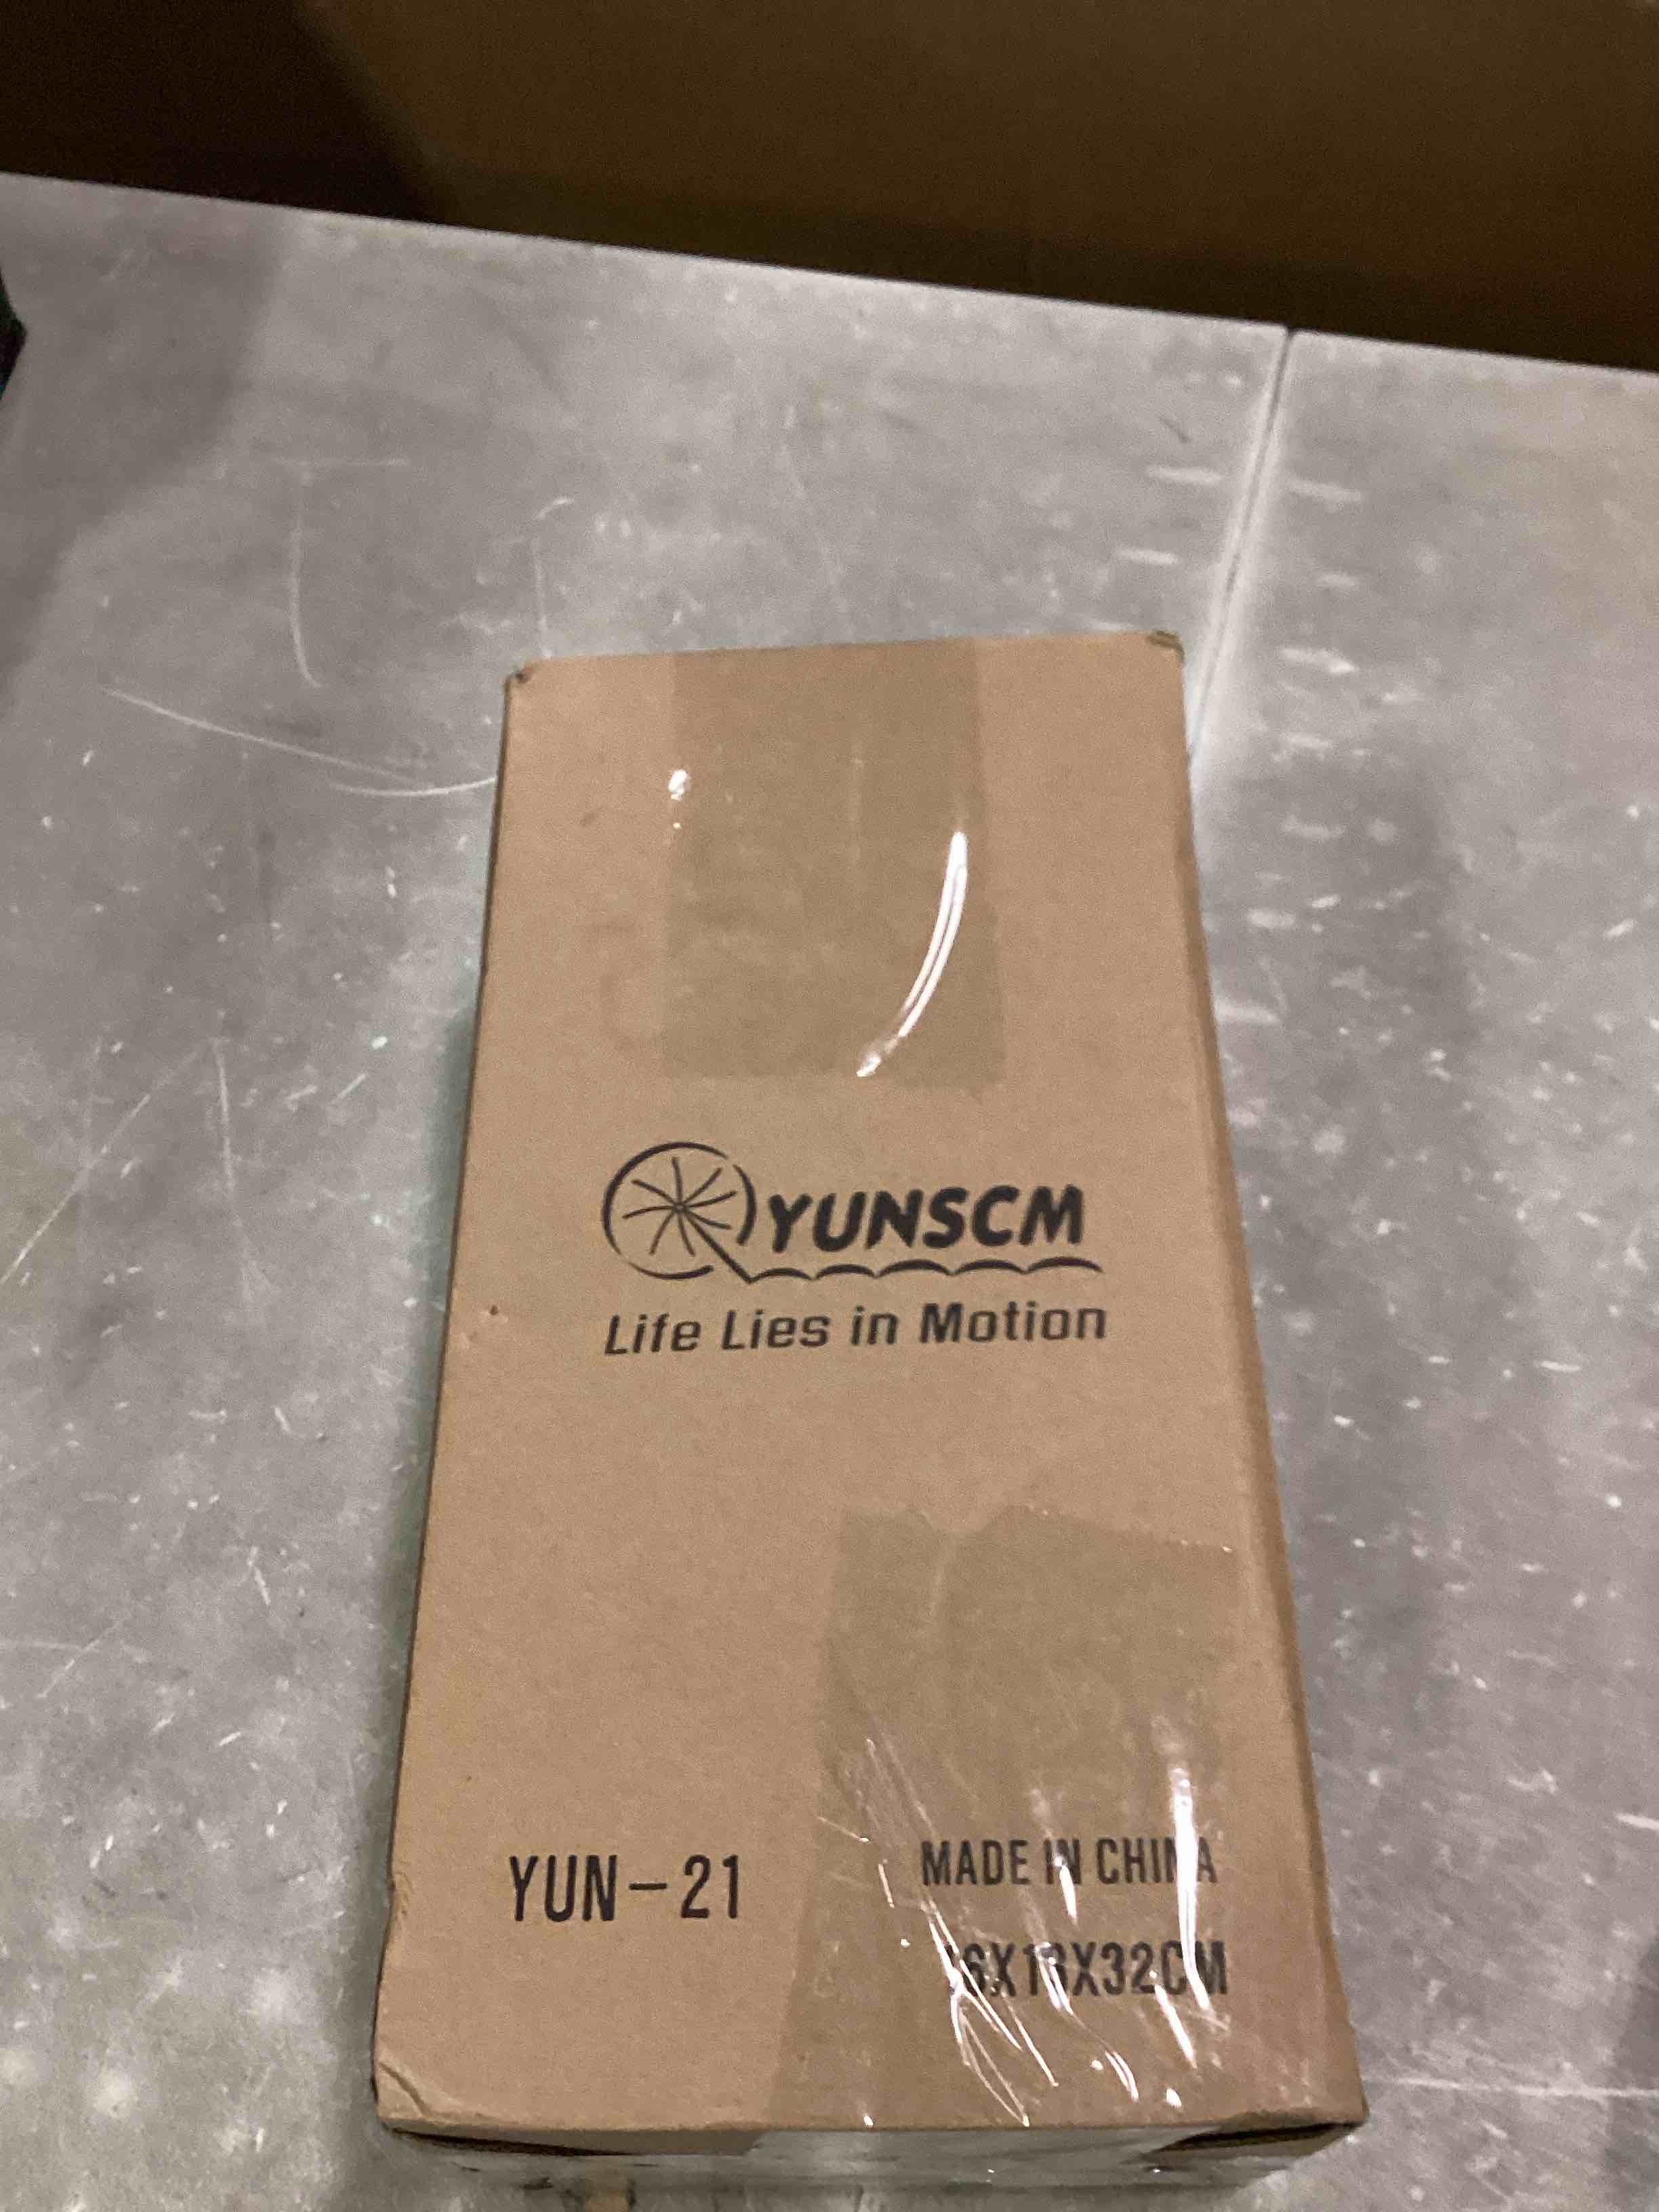 YUNSCM
Life Lies in Motion
YUN-21
MADE IN CHINA